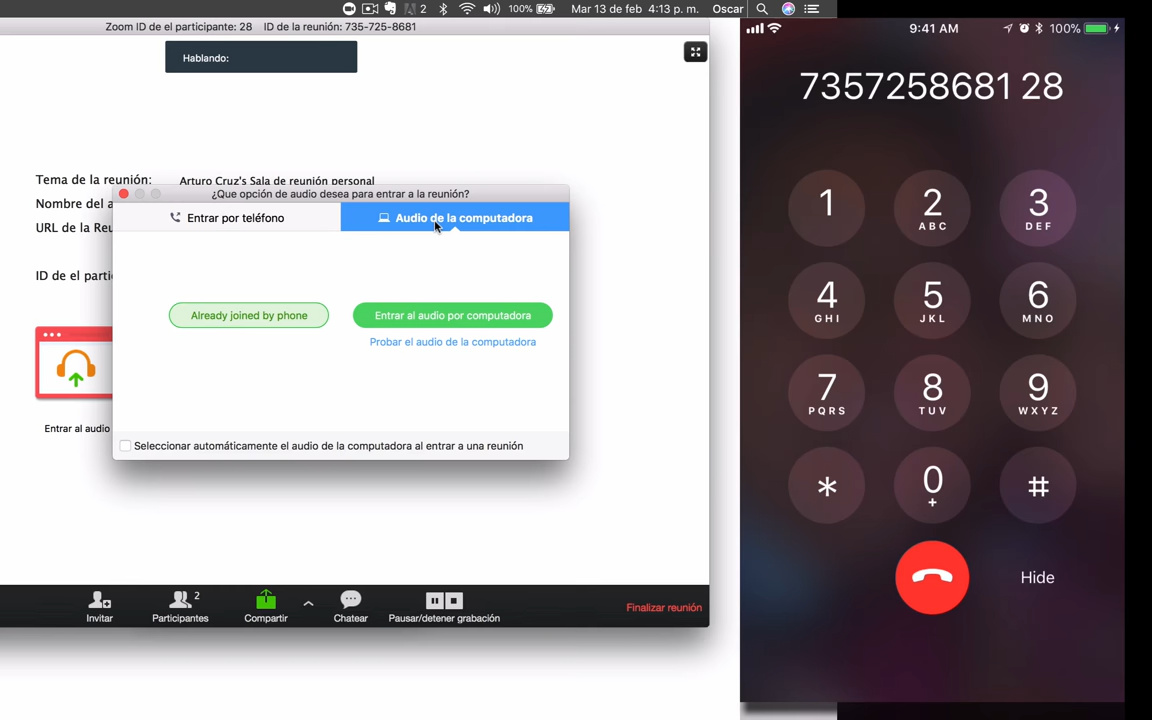 2 100% Mar 13 de feb 4:13 p. m. Oscar
Zoom ID de el participante: 28 ID de la reunión: 735-725-8681
Hablando:
Tema de la reunión: Arturo Cruz's Sala de reunión personal
Nombre del a
URL de la Reu
ID de el parti
¿Que opción de audio desea para entrar a la reunión?
Entrar por teléfono
Audio de la computadora
Already joined by phone
Entrar al audio por computadora
Probar el audio de la computadora
Seleccionar automáticamente el audio de la computadora al entrar a una reunión
Entrar al audio
Invitar
2
Participantes
Compartir
Chatear
Pausar/detener grabación
Finalizar reunión
9:41 AM 100%
7357258681 28
1
2 ABC
3 DEF
4 GHI
5 JKL
6 MNO
7 PQRS
8 TUV
9 WXYZ
*
0 +
#
Hide